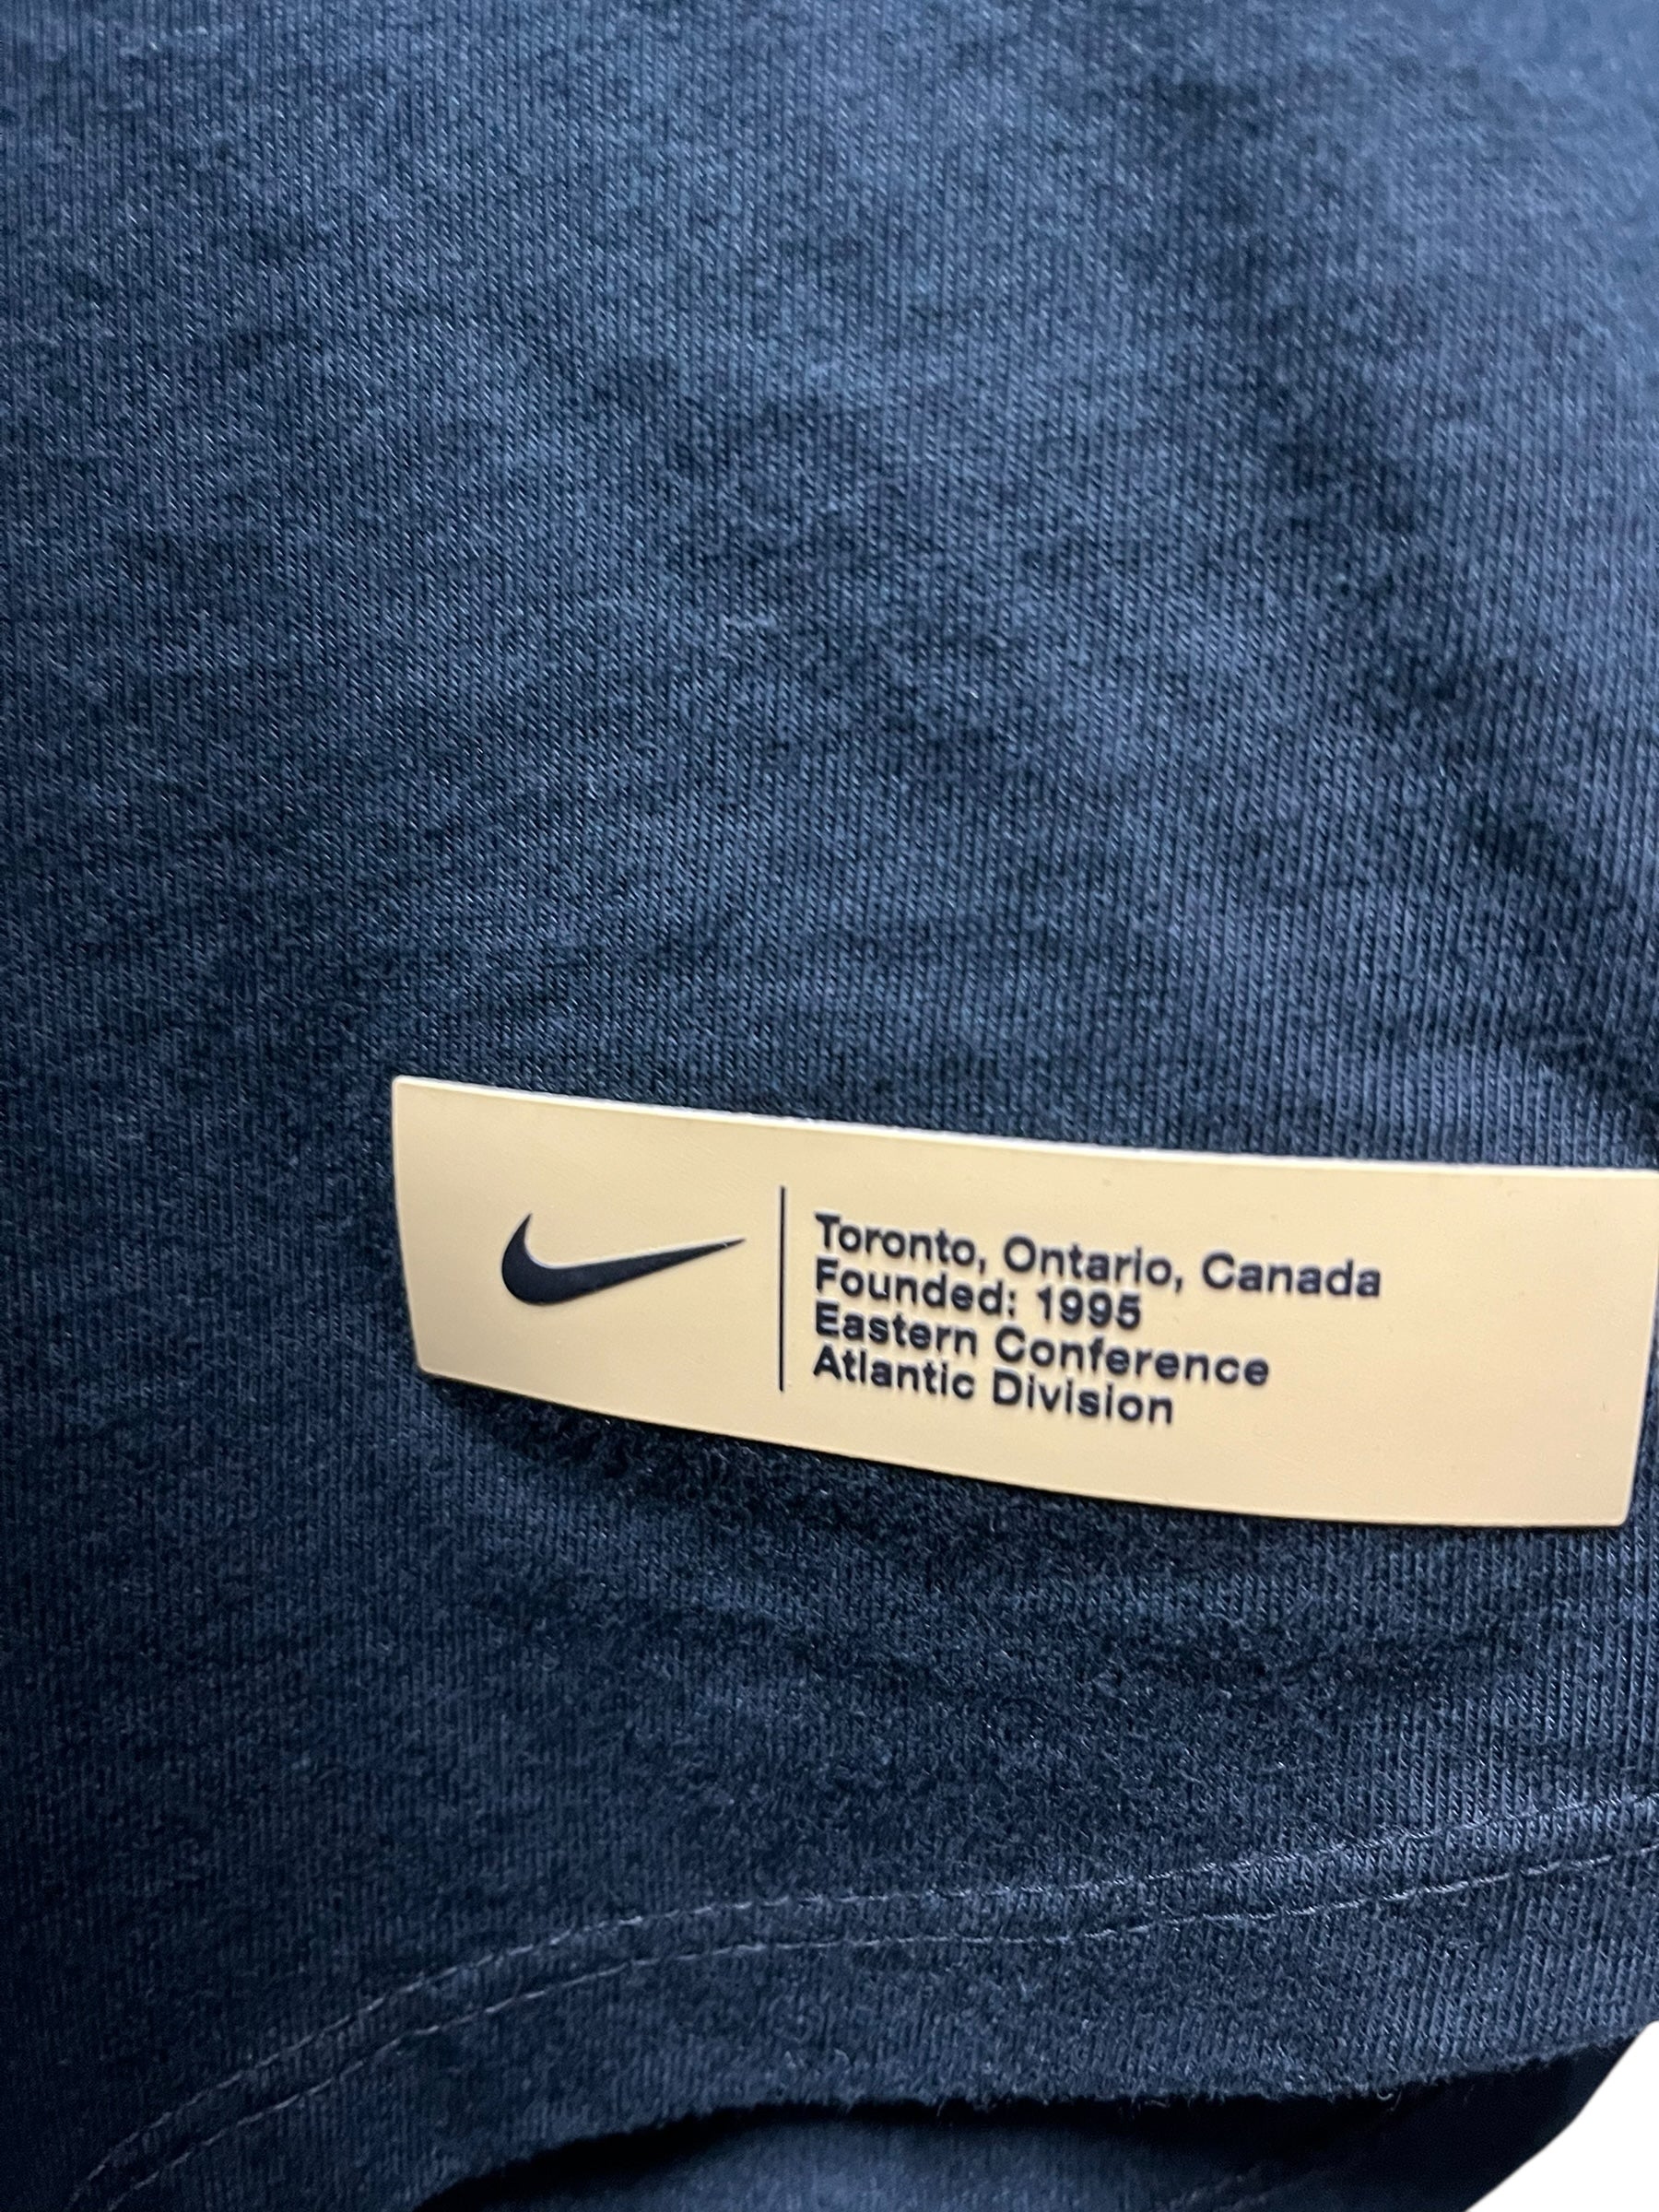 Toronto, Ontario, Canada
Founded: 1995
Eastern Conference
Atlantic Division